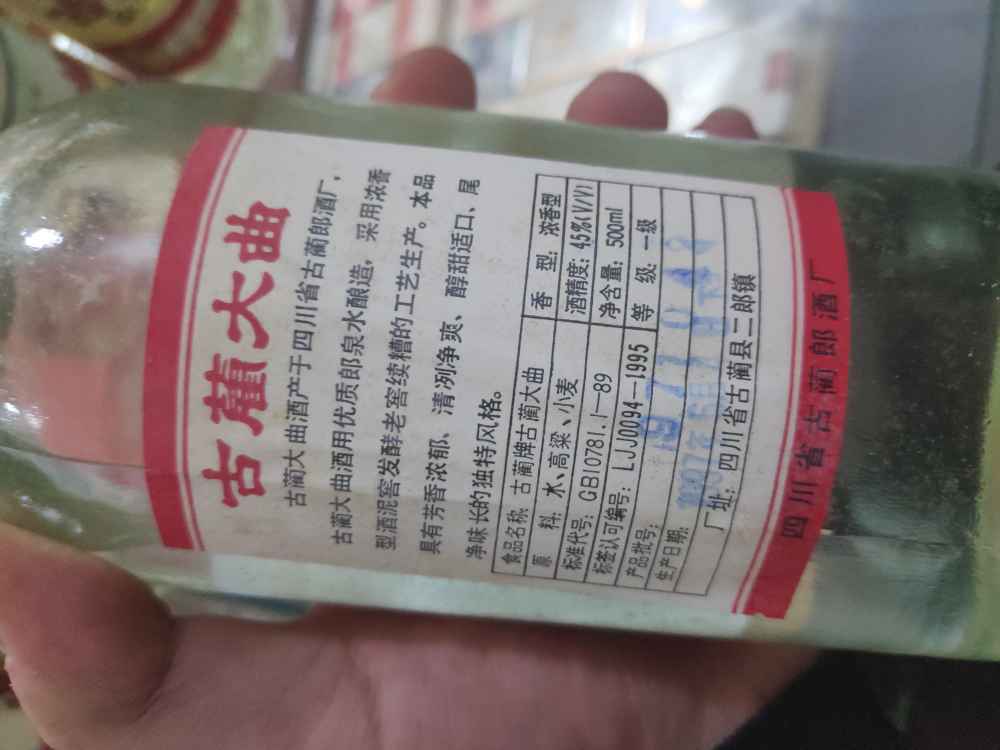 古蔺大曲
古蔺大曲酒产于四川省古蔺郎酒厂，
古蔺大曲酒用优质郎泉水酿造，采用浓香
型酒泥窖发酵老窖续糟的工艺生产。本品
具有芳香浓郁、清冽净爽、醇甜适口、尾
净味长的独特风格。
食品名称 古蔺牌古蔺大曲 香 型：浓香型
原 料：水、高粱、小麦 酒精度：45%(V/V)
标准代号：GB10781.1—89 净含量：500ml
标签认可编号：LJJ0094—1995 等 级：一级
产品批号：
生产日期：
厂址：四川省古蔺县二郎镇
四川省古蔺郎酒厂